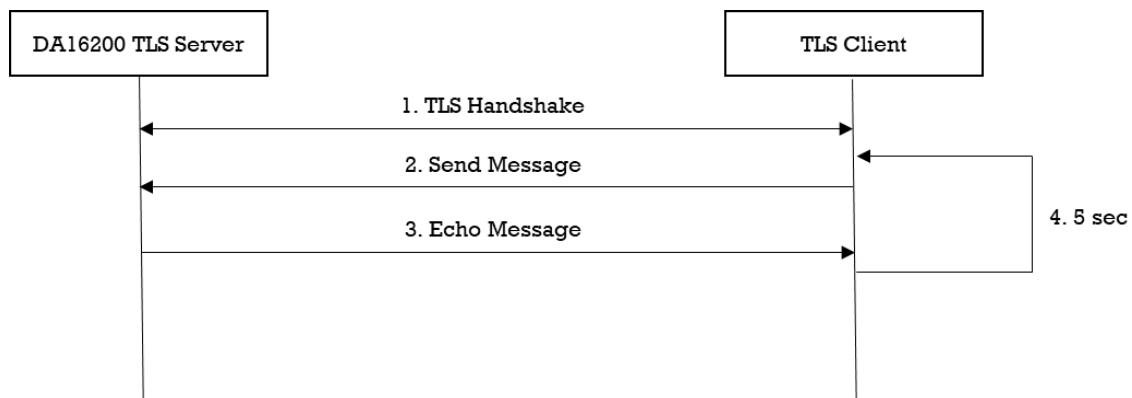 DA16200 TLS Server
TLS Client
1. TLS Handshake
2. Send Message
3. Echo Message
4. 5 sec